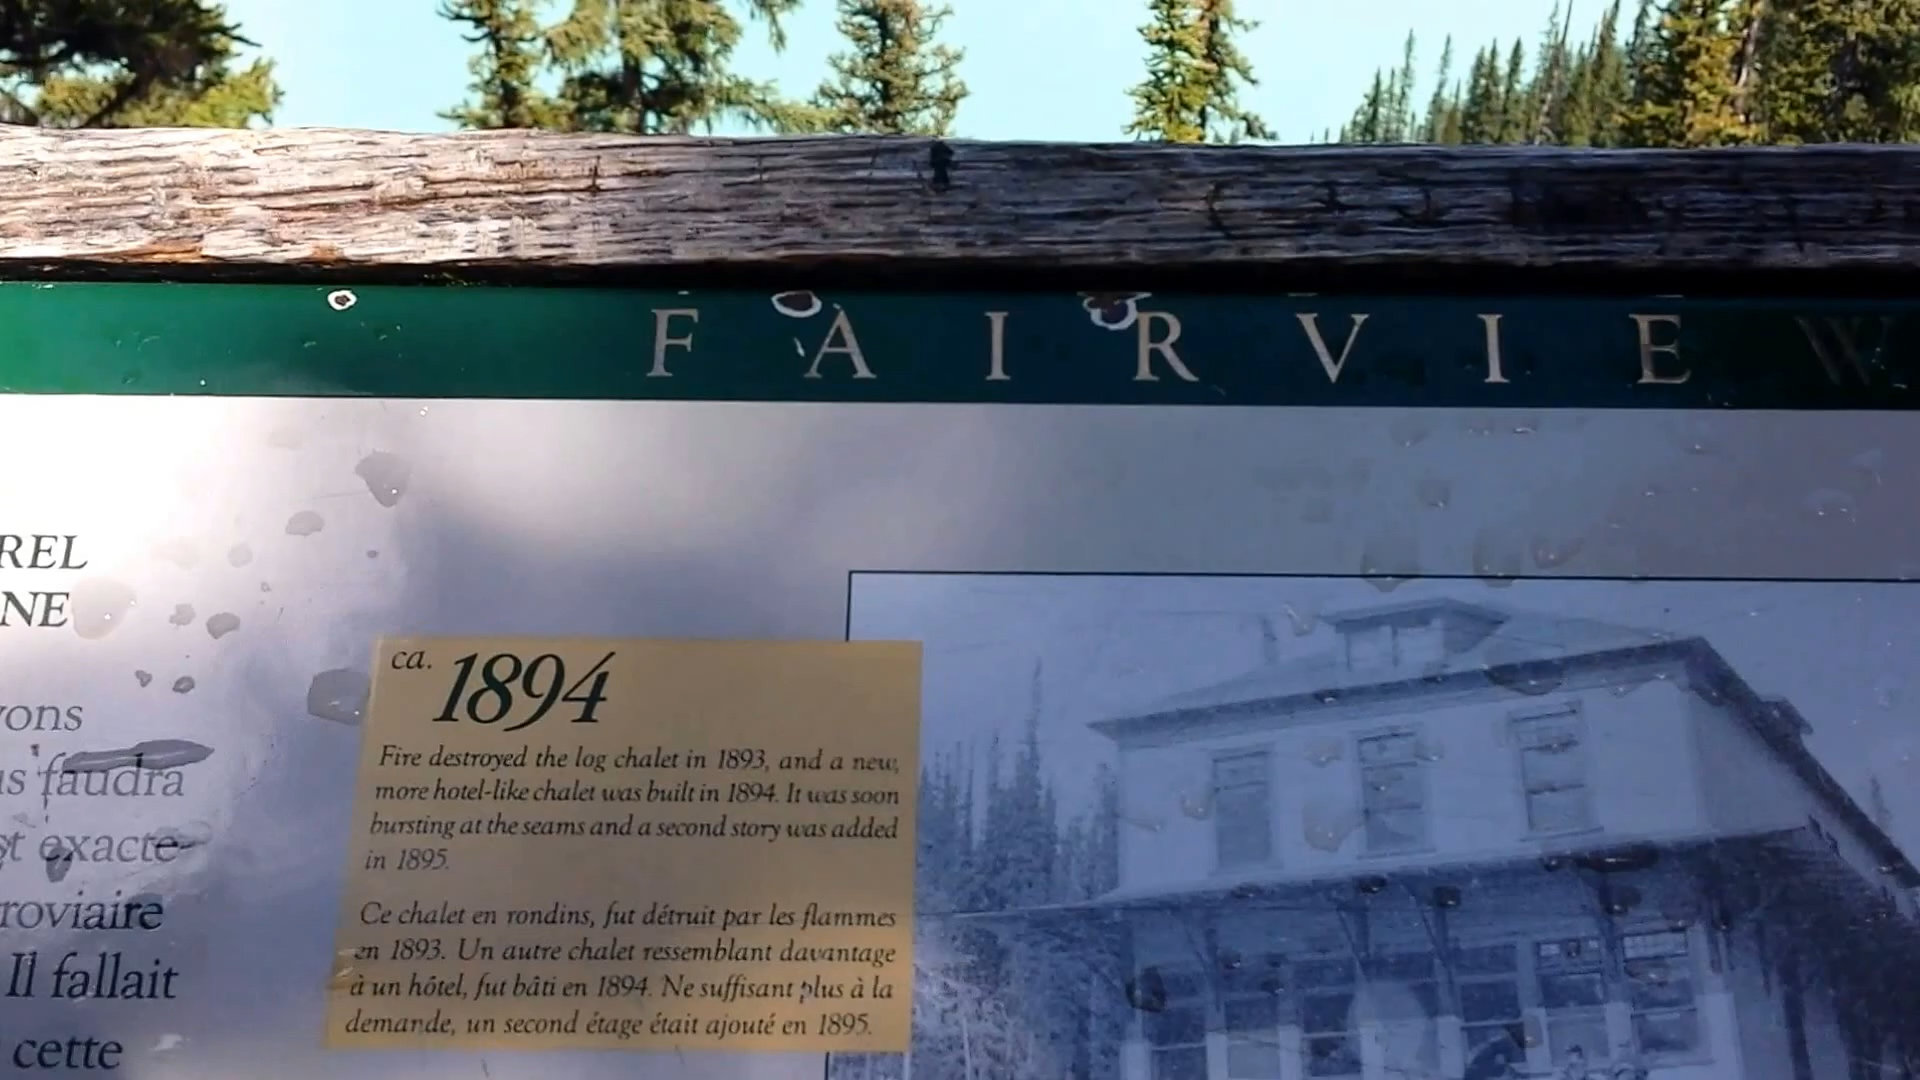 FAIRVIEW
REL
NE
vons
us faudra
st exacte-
roviaire
Il fallait
cette
ca. 1894
Fire destroyed the log chalet in 1893, and a new,
more hotel-like chalet was built in 1894. It was soon
bursting at the seams and a second story was added
in 1895.
Ce chalet en rondins, fut détruit par les flammes
en 1893. Un autre chalet ressemblant davantage
à un hôtel, fut bâti en 1894. Ne suffisant plus à la
demande, un second étage était ajouté en 1895.